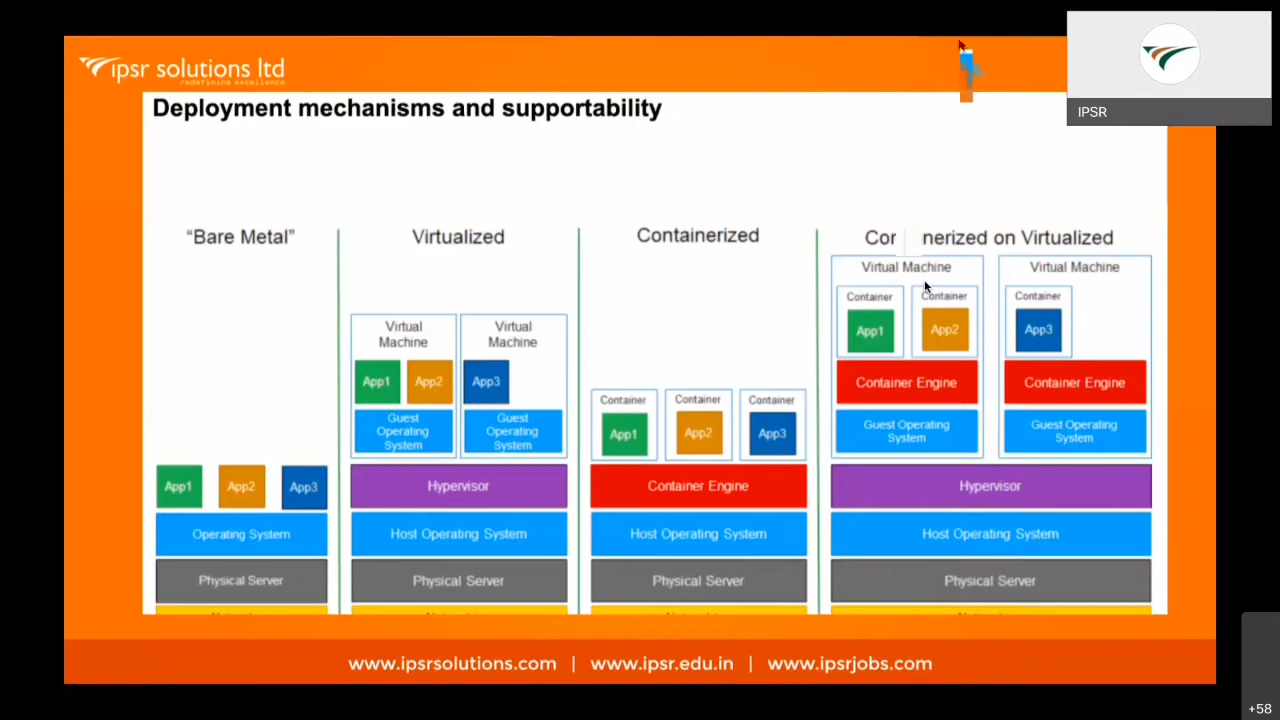 ipsr solutions ltd
redefining excellence
IPSR
Deployment mechanisms and supportability
“Bare Metal”
App1
App2
App3
Operating System
Physical Server
Virtualized
Virtual
Machine
Virtual
Machine
App1
App2
App3
Guest
Operating
System
Guest
Operating
System
Hypervisor
Host Operating System
Physical Server
Containerized
Container
Container
Container
App1
App2
App3
Container Engine
Host Operating System
Physical Server
Cor nerized on Virtualized
Virtual Machine
Virtual Machine
Container
Container
Container
App1
App2
App3
Container Engine
Container Engine
Guest Operating
System
Guest Operating
System
Hypervisor
Host Operating System
Physical Server
www.ipsrsolutions.com | www.ipsr.edu.in | www.ipsrjobs.com
+58